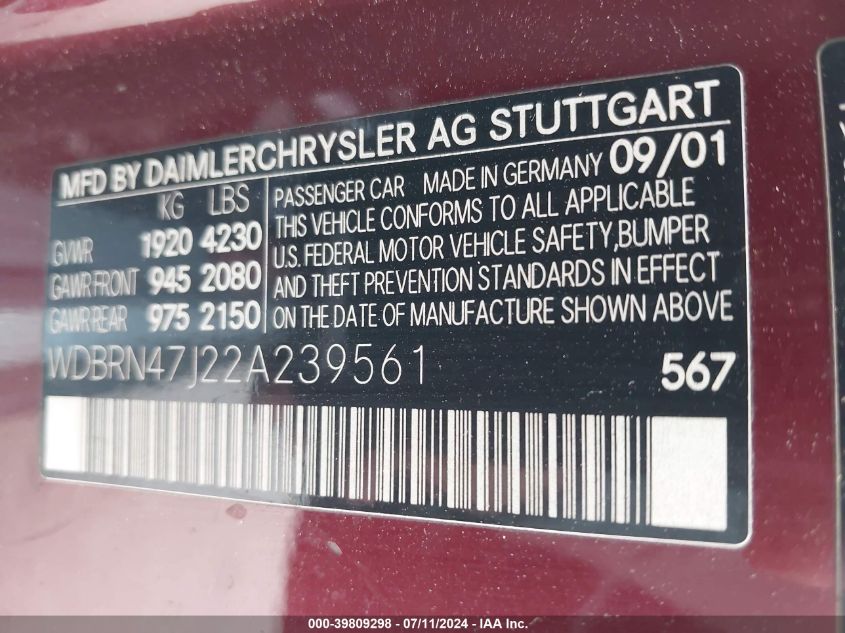 MFD BY DAIMLERCHRYSLER AG STUTTGART
KG LBS
GVWR 1920 4230
GAWR FRONT 945 2080
GAWR REAR 975 2150
PASSENGER CAR MADE IN GERMANY 09/01
THIS VEHICLE CONFORMS TO ALL APPLICABLE
U.S. FEDERAL MOTOR VEHICLE SAFETY,BUMPER
AND THEFT PREVENTION STANDARDS IN EFFECT
ON THE DATE OF MANUFACTURE SHOWN ABOVE
WDBRN47J22A239561 567
000-39809298 - 07/11/2024 - IAA Inc.